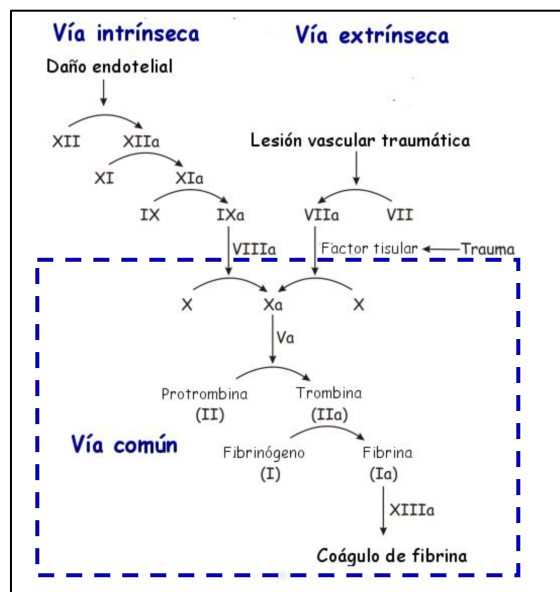 Vía intrínseca Vía extrínseca
Daño endotelial
XII XIIa Lesión vascular traumática
XI XIa
IX IXa VIIa VII
VIIIa Factor tisular Trauma
X Xa X
Va
Protrombina Trombina
(II) (IIa)
Vía común Fibrinógeno Fibrina
(I) (Ia)
XIIIa
Coágulo de fibrina